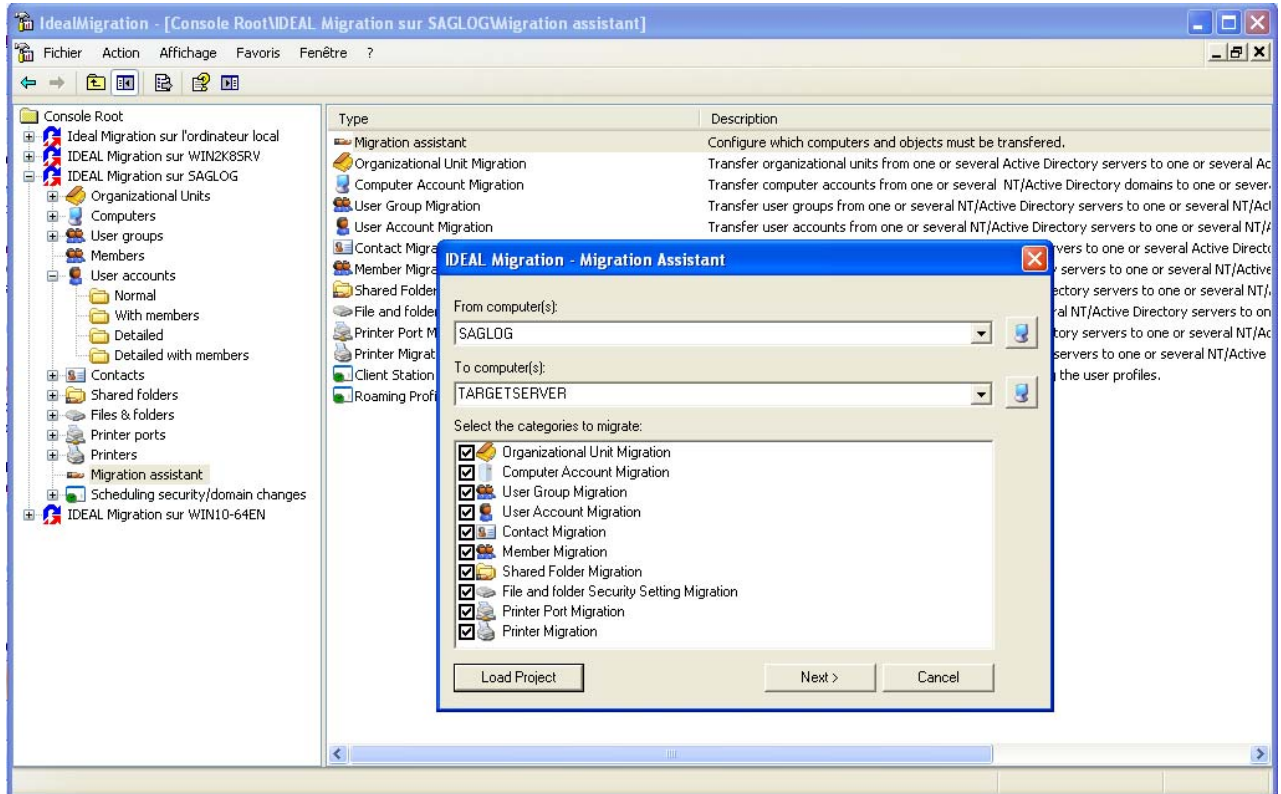 IdealMigration - [Console Root\IDEAL Migration sur SAGLOG\Migration assistant]
Fichier Action Affichage Favoris Fenêtre ?
Console Root
Ideal Migration sur l'ordinateur local
IDEAL Migration sur WIN2K8SRV
IDEAL Migration sur SAGLOG
Organizational Units
Computers
User groups
Members
User accounts
Normal
With members
Detailed
Detailed with members
Contacts
Shared folders
Files & folders
Printer ports
Printers
Migration assistant
Scheduling security/domain changes
IDEAL Migration sur WIN10-64EN
Type Description
Migration assistant Configure which computers and objects must be transfered.
Organizational Unit Migration Transfer organizational units from one or several Active Directory servers to one or several Ac
Computer Account Migration Transfer computer accounts from one or several NT/Active Directory domains to one or sever
User Group Migration Transfer user groups from one or several NT/Active Directory servers to one or several NT/Act
User Account Migration Transfer user accounts from one or several NT/Active Directory servers to one or several NT/A
Contact Migra vers to one or several Active Directo
Member Migra servers to one or several NT/Active
Shared Folder ectory servers to one or several NT/
File and folder al NT/Active Directory servers to on
Printer Port M tory servers to one or several NT/Ac
Printer Migrat servers to one or several NT/Active
Client Station the user profiles.
Roaming Profi
IDEAL Migration - Migration Assistant
From computer(s):
SAGLOG
To computer(s):
TARGETSERVER
Select the categories to migrate:
Organizational Unit Migration
Computer Account Migration
User Group Migration
User Account Migration
Contact Migration
Member Migration
Shared Folder Migration
File and folder Security Setting Migration
Printer Port Migration
Printer Migration
Load Project Next > Cancel